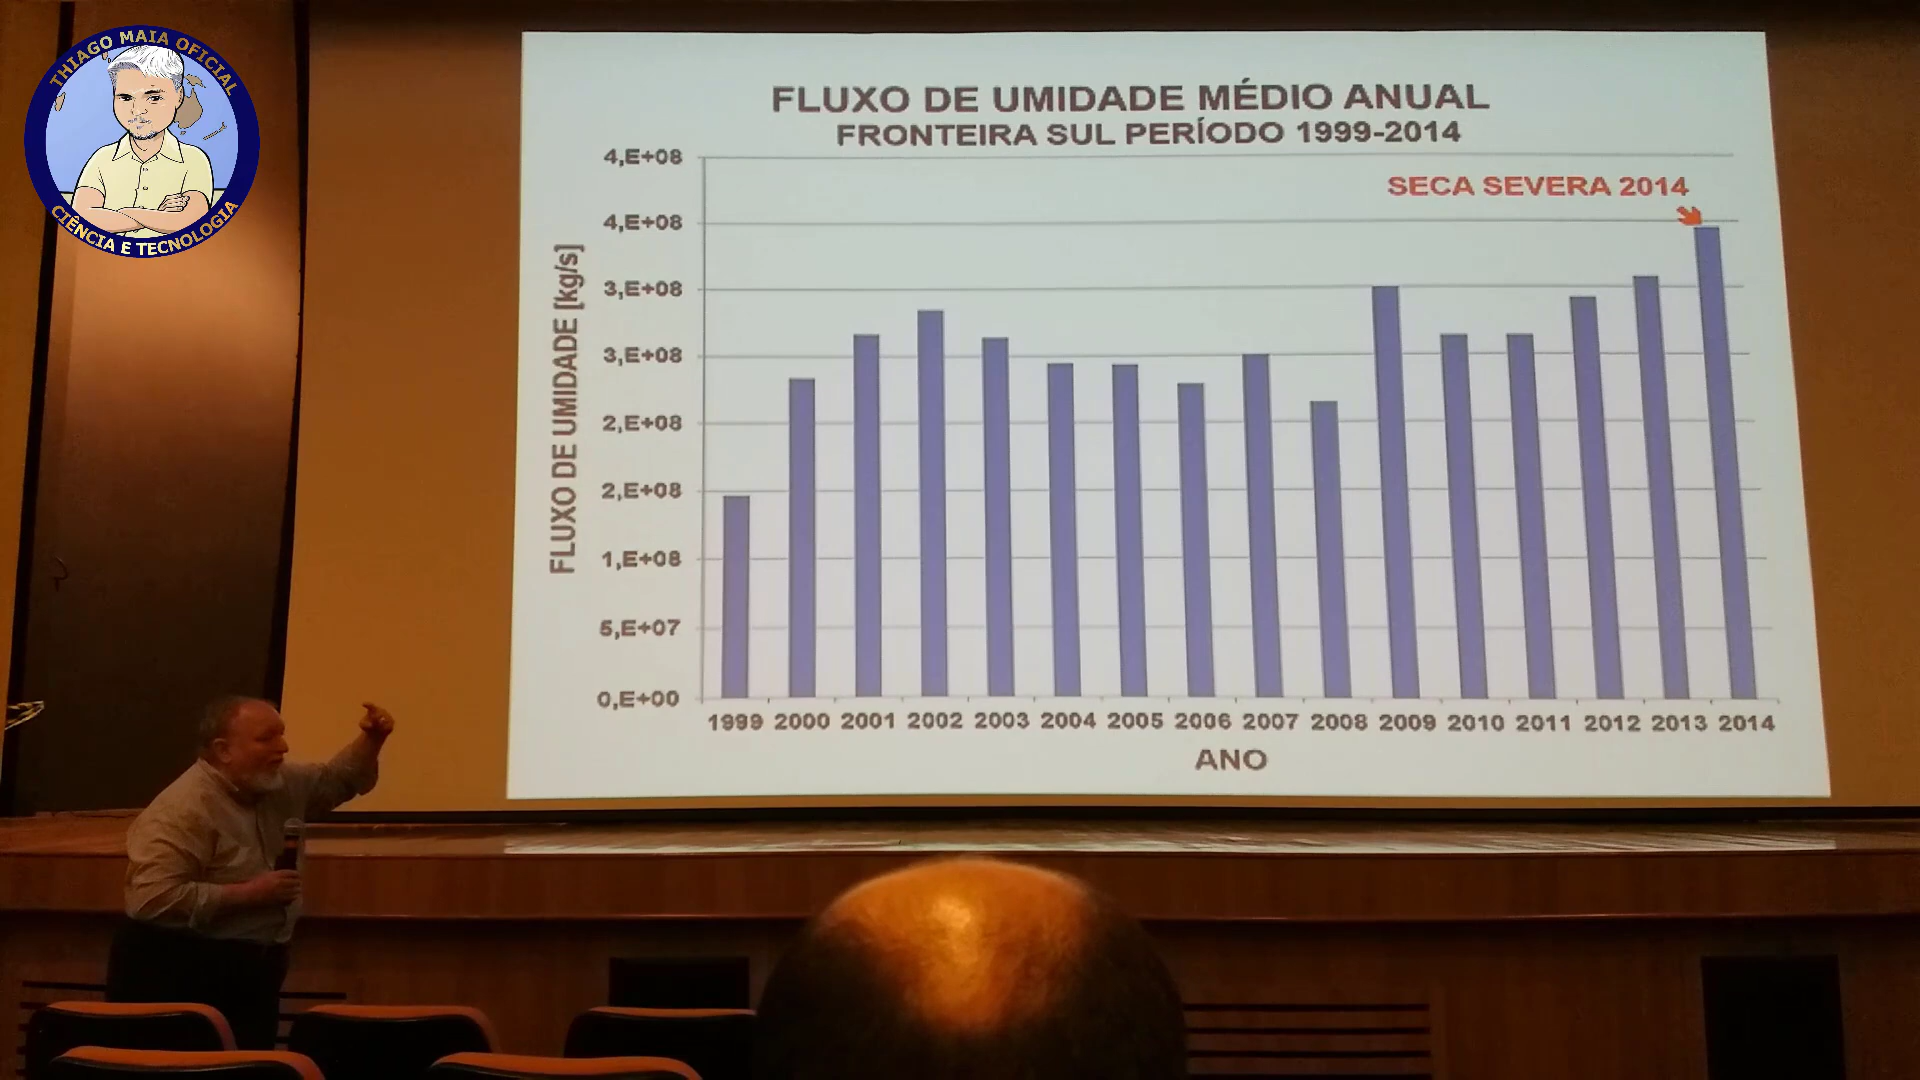 THIAGO MAIA OFICIAL
CIÊNCIA E TECNOLOGIA
FLUXO DE UMIDADE MÉDIO ANUAL
FRONTEIRA SUL PERÍODO 1999-2014
SECA SEVERA 2014
FLUXO DE UMIDADE [kg/s]
4,E+08
4,E+08
3,E+08
3,E+08
2,E+08
2,E+08
1,E+08
5,E+07
0,E+00
1999 2000 2001 2002 2003 2004 2005 2006 2007 2008 2009 2010 2011 2012 2013 2014
ANO